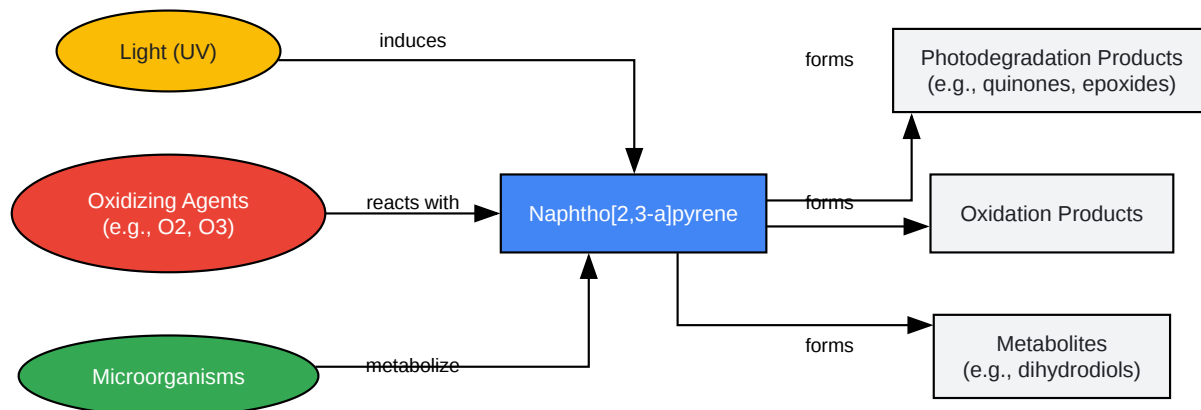 Light (UV)
induces
forms
Photodegradation Products
(e.g., quinones, epoxides)
Oxidizing Agents
(e.g., O2, O3)
reacts with
Naphtho[2,3-a]pyrene
forms
Oxidation Products
Microorganisms
metabolize
forms
Metabolites
(e.g., dihydrodiols)